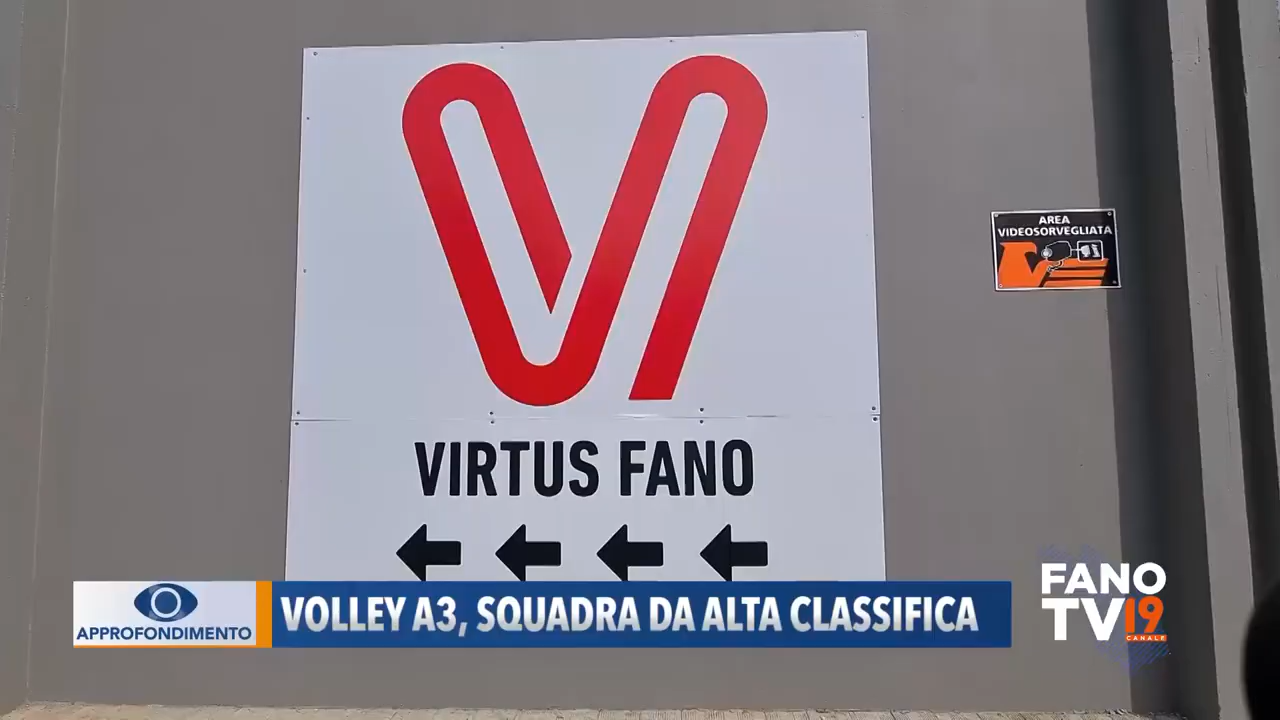 AREA
VIDEOSORVEGLIATA
VIRTUS FANO
APPROFONDIMENTO
VOLLEY A3, SQUADRA DA ALTA CLASSIFICA
FANO
TV19
CANALE